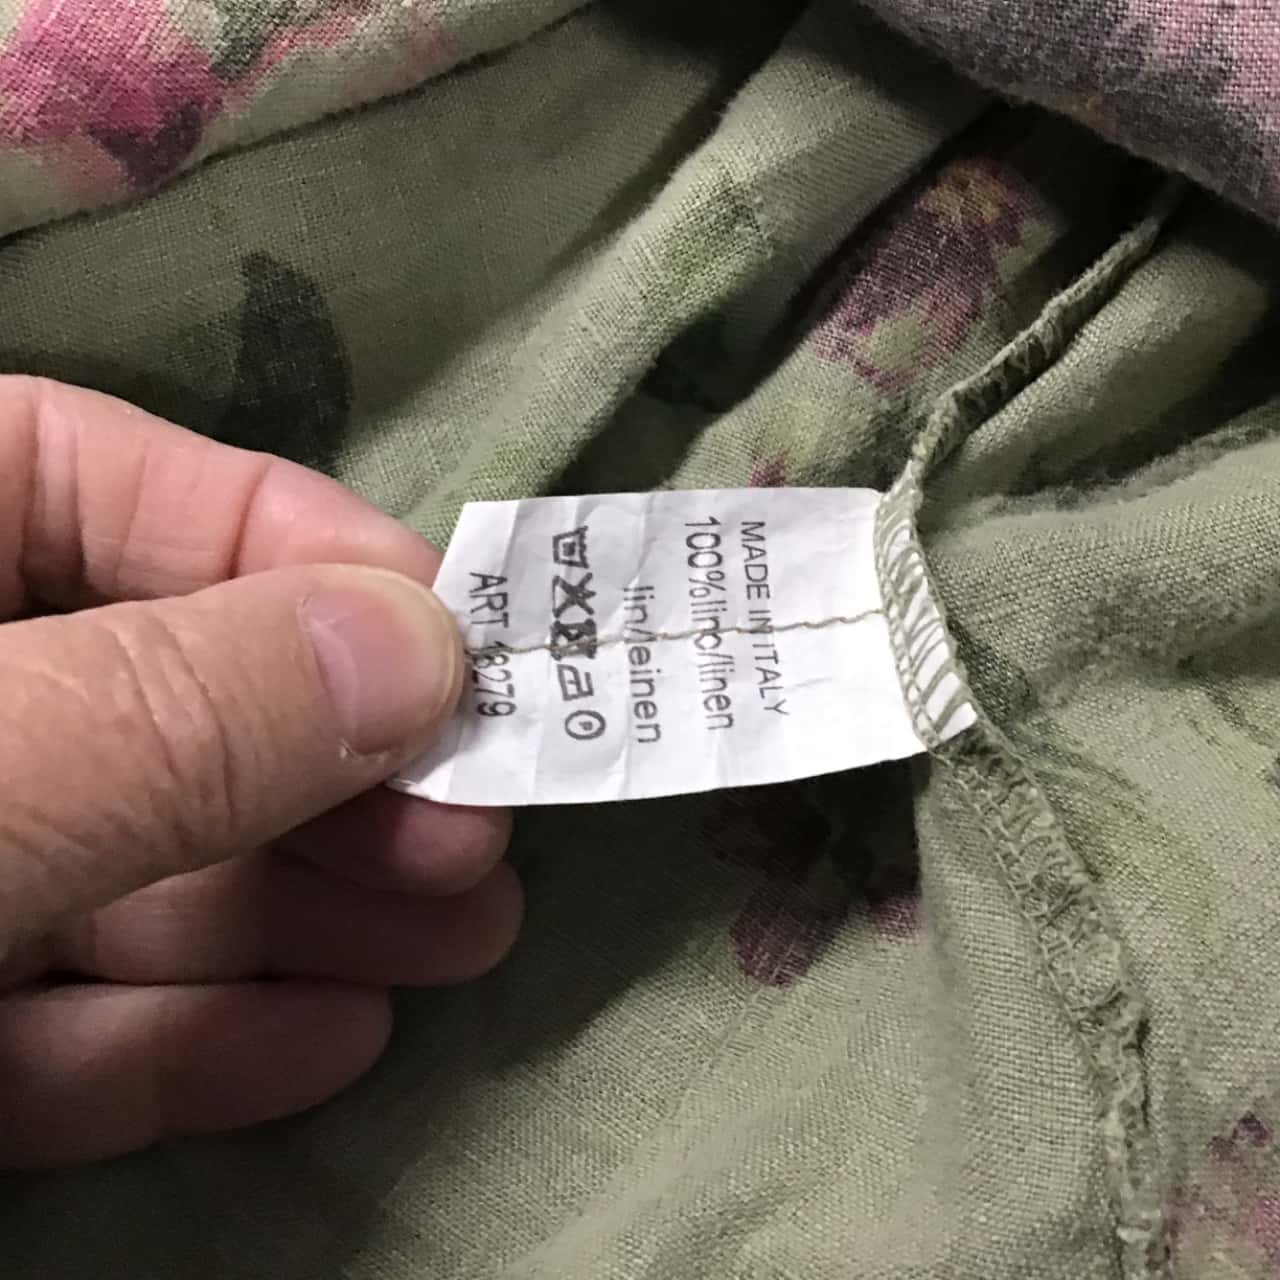 MADE IN ITALY
100%lino/linen
lin/leinen
ART 18279